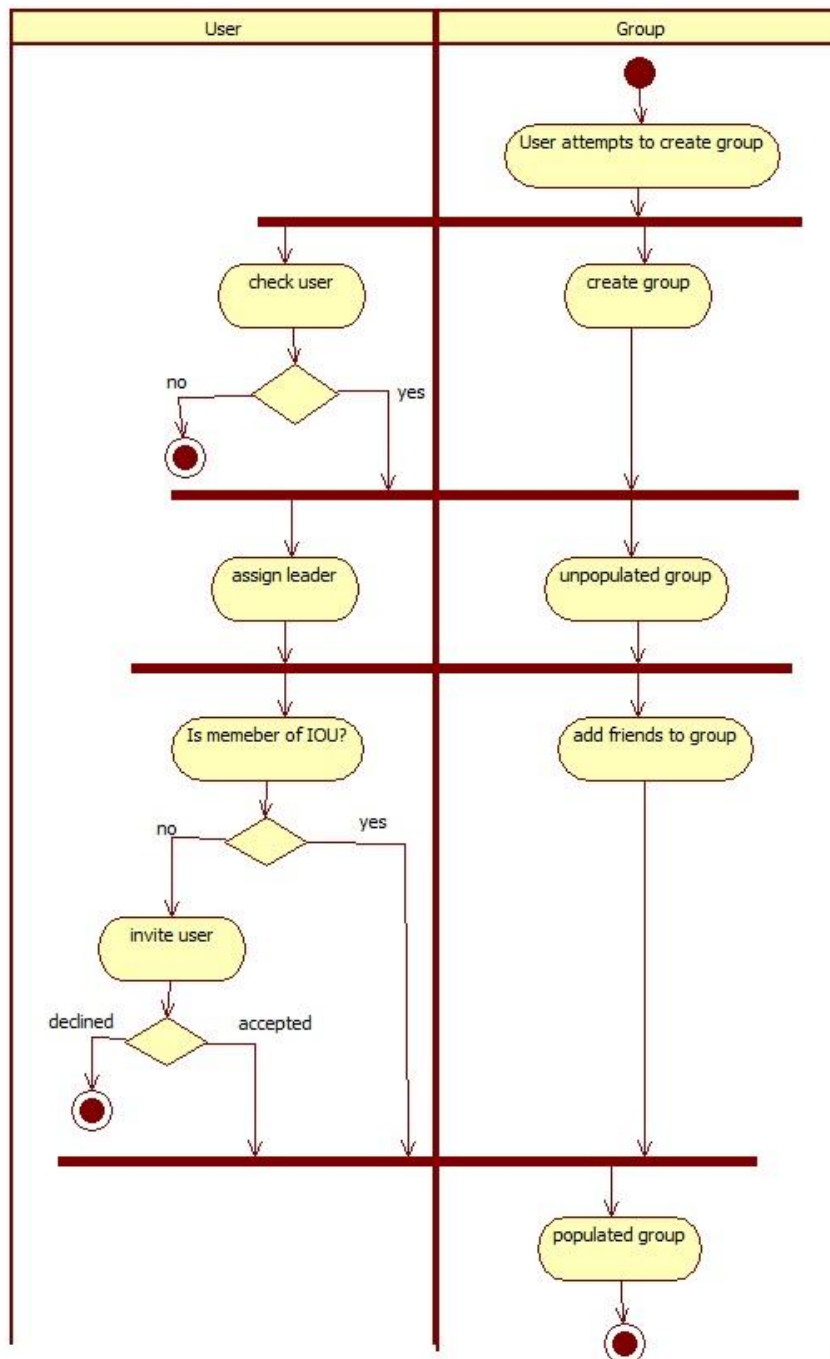 User
Group
User attempts to create group
check user
create group
no
yes
assign leader
unpopulated group
Is memeber of IOU?
add friends to group
no
yes
invite user
declined
accepted
populated group